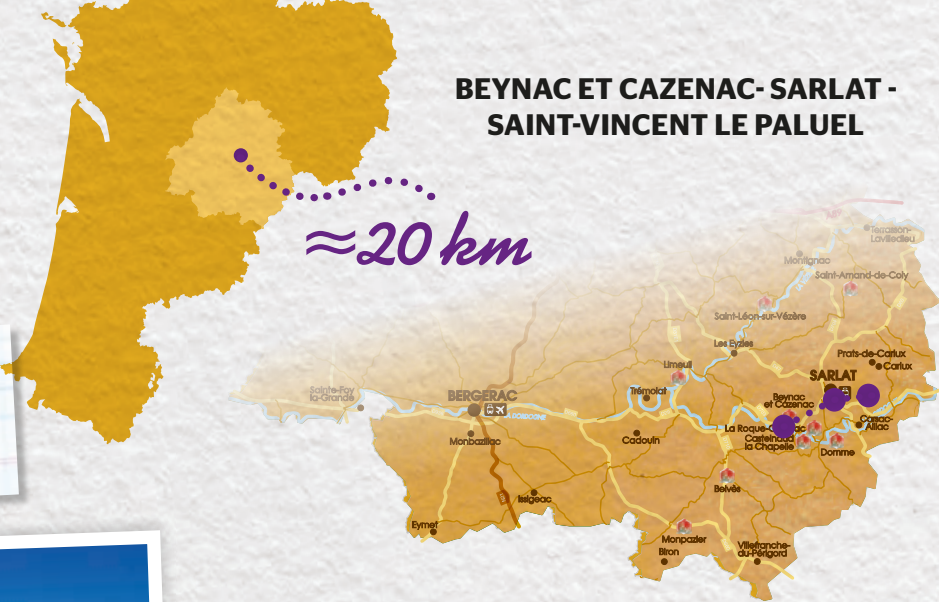 BEYNAC ET CAZENAC- SARLAT -
SAINT-VINCENT LE PALUEL
≈20 km
Terrasson-
Lavilledieu
Montignac
Saint-Amand-de-Coly
Saint-Léon-sur-Vézère
Les Eyzies
Prats-de-Carlux
Carlux
Limeuil
SARLAT
Sainte-Foy
la-Grande
BERGERAC
Trémolat
Beynac
et Cazenac
Carsac-
Aillac
La Roque-
Monbazillac
Cadouin
Castelnaud
la Chapelle
Domme
Belvès
Issigeac
Eymet
Monpazier
Biron
Villefranche-
du-Périgord